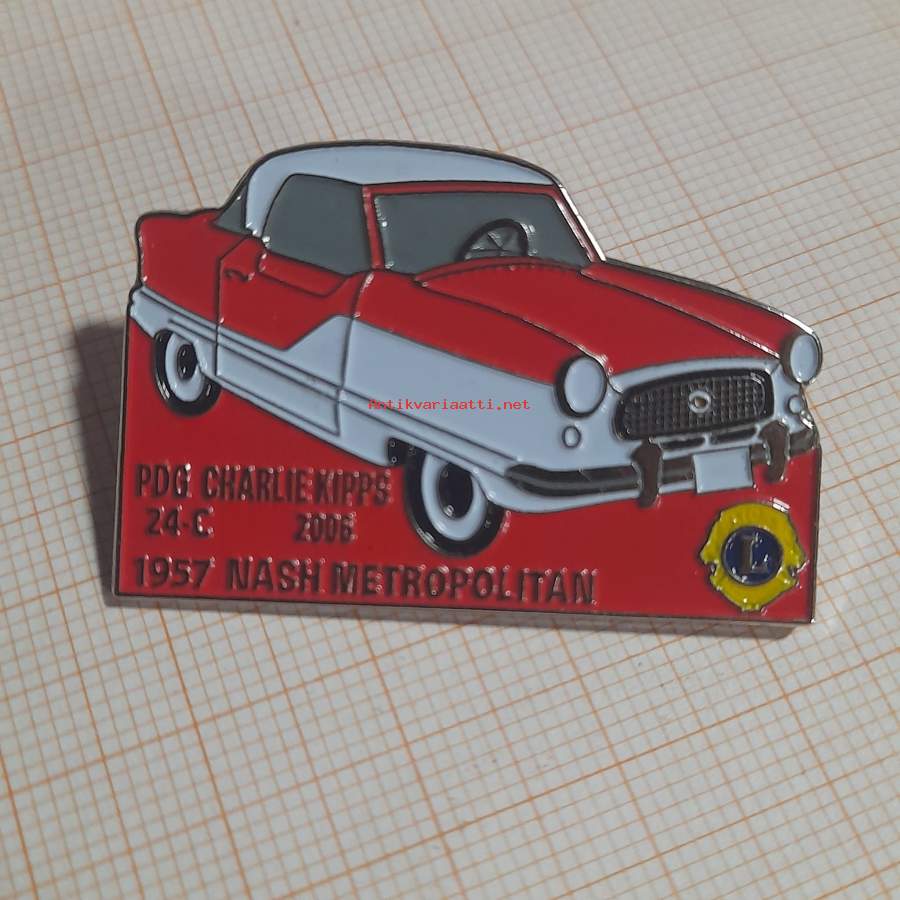 Antikvariaatti.net
PDG CHARLIE KIPPS
24-C 2006
1957 NASH METROPOLITAN
L